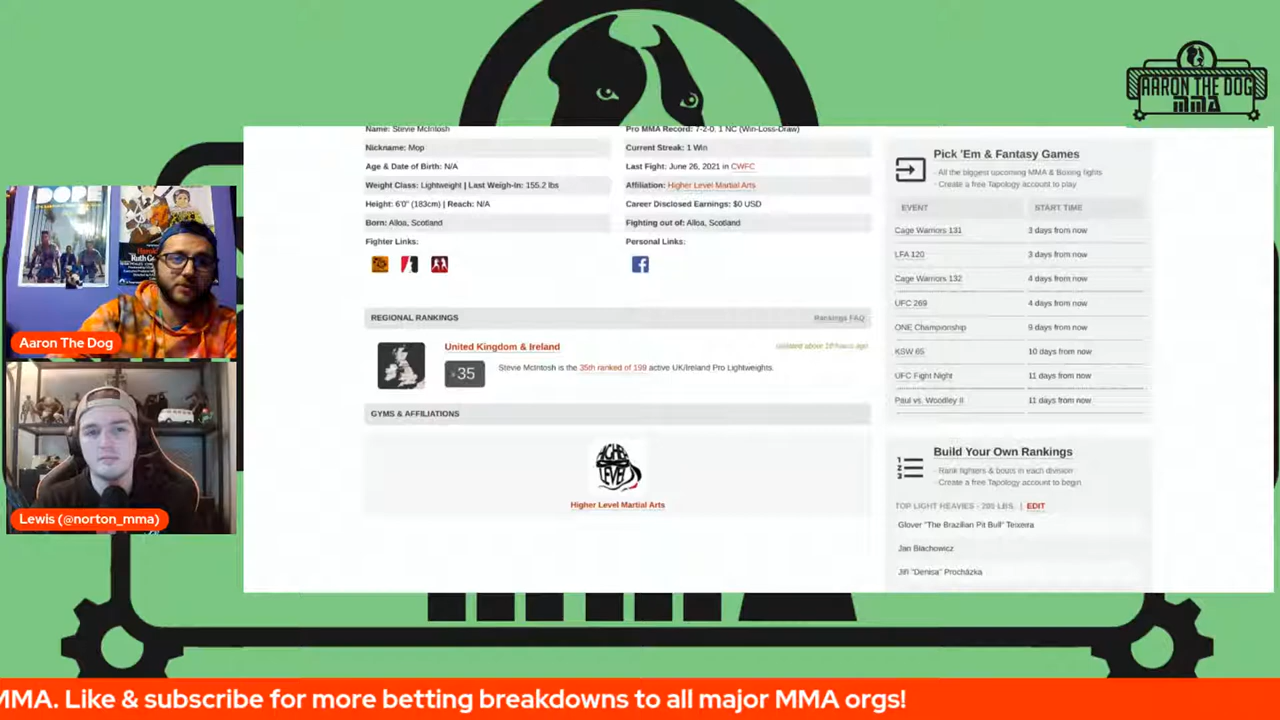 AARON THE DOG
MMA
DOPE
Aaron The Dog
Lewis (@norton_mma)
Name: Stevie McIntosh
Nickname: Mop
Age & Date of Birth: N/A
Weight Class: Lightweight | Last Weigh-In: 155.2 lbs
Height: 6'0" (183cm) | Reach: N/A
Born: Alloa, Scotland
Fighter Links:
Pro MMA Record: 7-2-0, 1 NC (Win-Loss-Draw)
Current Streak: 1 Win
Last Fight: June 26, 2021 in CWFC
Affiliation: Higher Level Martial Arts
Career Disclosed Earnings: $0 USD
Fighting out of: Alloa, Scotland
Personal Links:
REGIONAL RANKINGS
Rankings FAQ
United Kingdom & Ireland
35
Stevie McIntosh is the 35th ranked of 199 active UK/Ireland Pro Lightweights.
GYMS & AFFILIATIONS
HIGHER
LEVEL
Higher Level Martial Arts
Pick 'Em & Fantasy Games
- All the biggest upcoming MMA & Boxing fights
- Create a free Tapology account to play
EVENT START TIME
Cage Warriors 131 3 days from now
LFA 120 3 days from now
Cage Warriors 132 4 days from now
UFC 269 4 days from now
ONE Championship 9 days from now
KSW 65 10 days from now
UFC Fight Night 11 days from now
Paul vs. Woodley II 11 days from now
Build Your Own Rankings
- Rank fighters & bouts in each division
- Create a free Tapology account to begin
TOP LIGHT HEAVIES - 205 LBS. | EDIT
Glover "The Brazilian Pit Bull" Teixeira
Jan Blachowicz
Jiří "Denisa" Procházka
MMA. Like & subscribe for more betting breakdowns to all major MMA orgs!